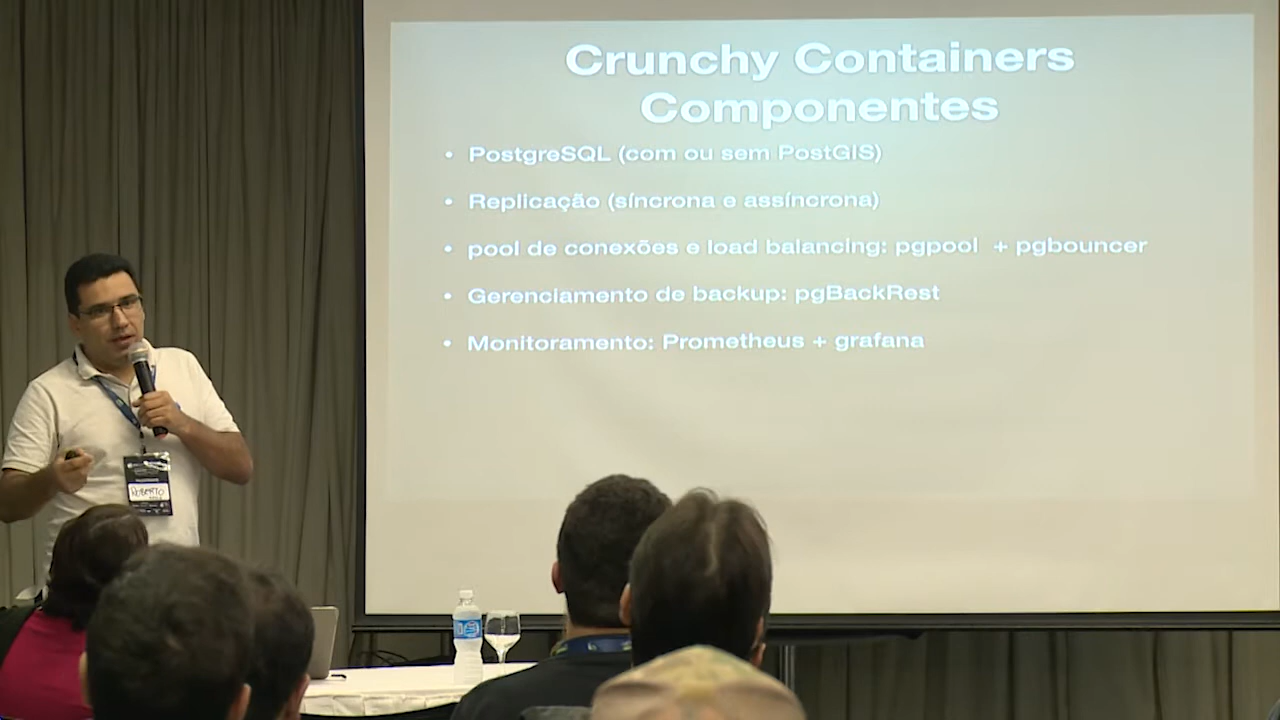 Crunchy Containers
Componentes
• PostgreSQL (com ou sem PostGIS)
• Replicação (síncrona e assíncrona)
• pool de conexões e load balancing: pgpool + pgbouncer
• Gerenciamento de backup: pgBackRest
• Monitoramento: Prometheus + grafana
ROBERTO